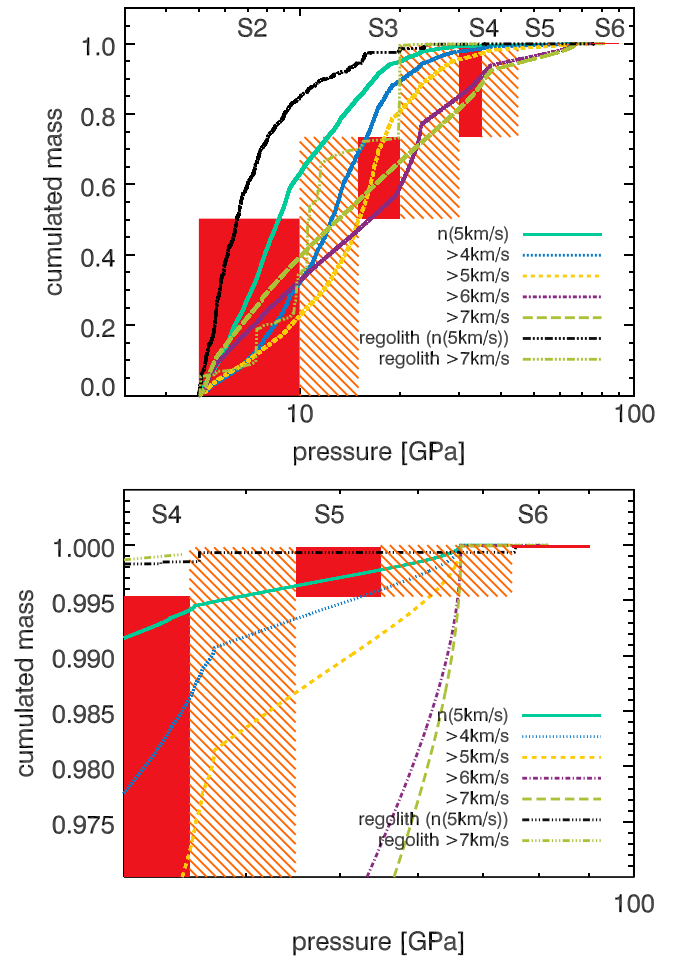 S2 S3 S4 S5 S6
1.0
0.8
0.6
0.4
0.2
0.0
cumulated mass
n(5km/s)
>4km/s
>5km/s
>6km/s
>7km/s
regolith (n(5km/s))
regolith >7km/s
10 100
pressure [GPa]
S4 S5 S6
1.000
0.995
0.990
0.985
0.980
0.975
cumulated mass
n(5km/s)
>4km/s
>5km/s
>6km/s
>7km/s
regolith (n(5km/s))
regolith >7km/s
100
pressure [GPa]